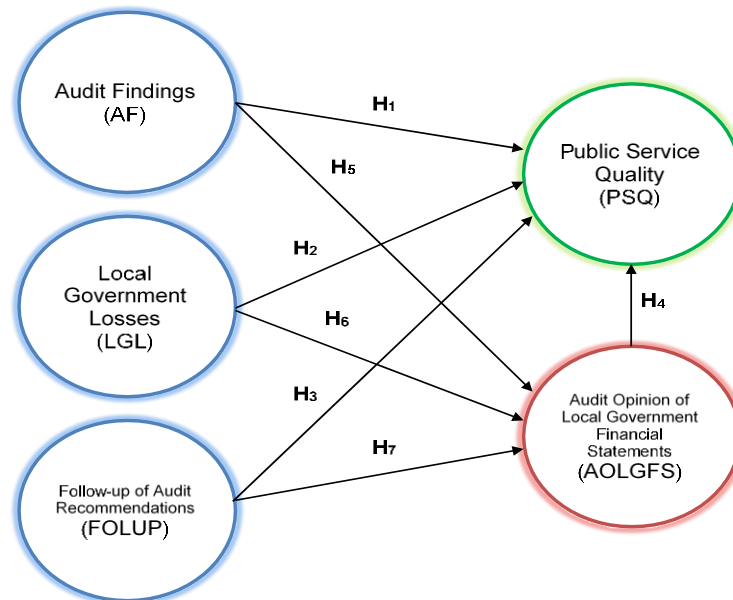 Audit Findings
(AF)
H₁
Public Service
Quality
(PSQ)
H₅
H₂
Local
Government
Losses
(LGL)
H₆
H₄
H₃
Audit Opinion of
Local Government
Financial
Statements
(AOLGFS)
H₇
Follow-up of Audit
Recommendations
(FOLUP)